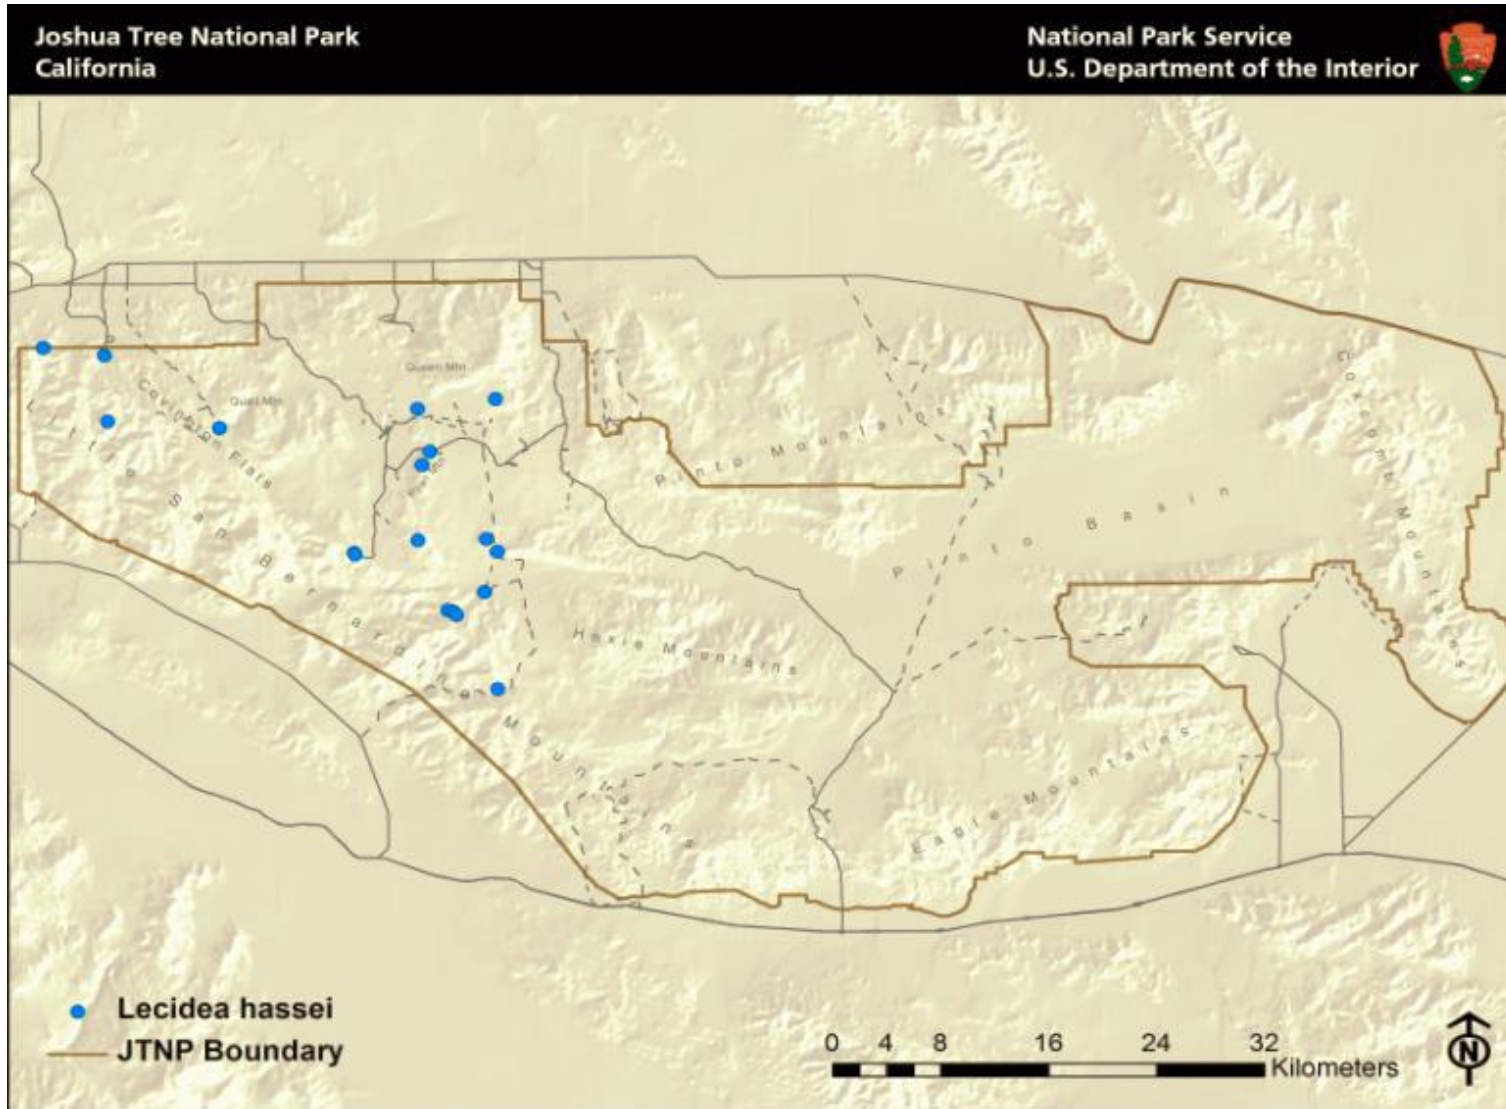 Joshua Tree National Park
California
National Park Service
U.S. Department of the Interior
Queen Mtn
Quail Mtn
Covington Flats
Little San Bernardino Mountains
Pinto Mountains
Pinto Basin
Coxcomb Mountains
Hexie Mountains
Eagle Mountains
Lecidea hassei
JTNP Boundary
0 4 8 16 24 32
Kilometers
N